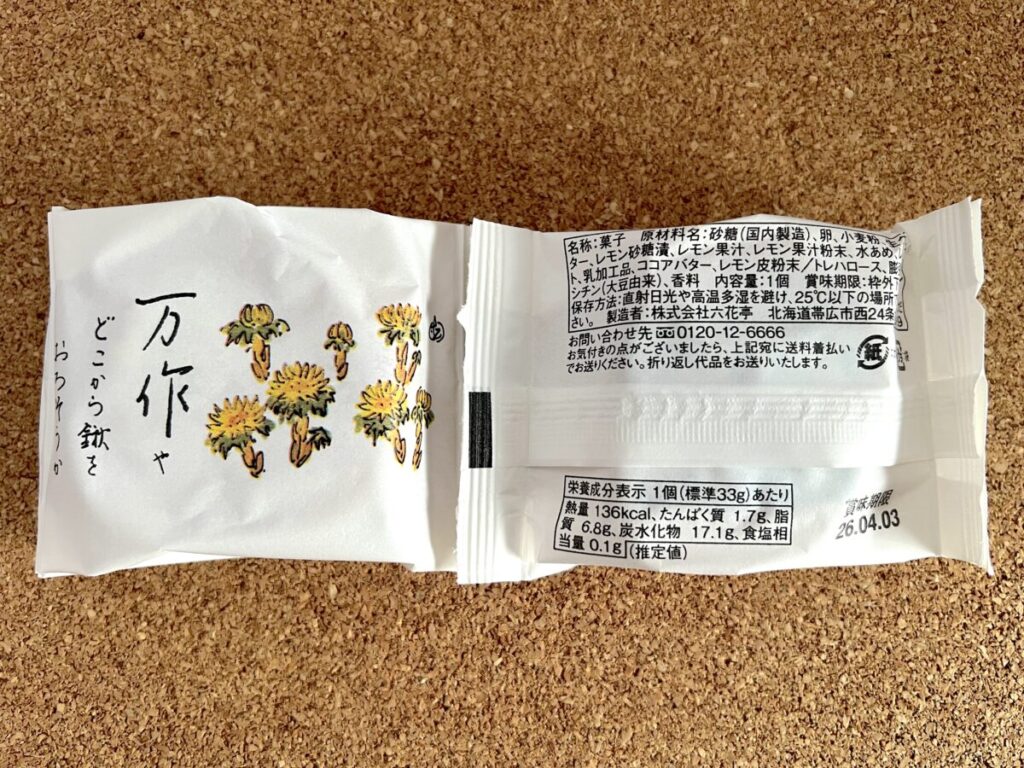 万作や
どこから鍬を
おろそうか
由
名称:菓子 原材料名:砂糖(国内製造)、卵、小麦粉、
ター、レモン砂糖漬、レモン果汁、レモン果汁粉末、水あめ、
ト、乳加工品、ココアバター、レモン皮粉末/トレハロース、膨
シチン(大豆由来)、香料 内容量:1個 賞味期限:枠外下
保存方法:直射日光や高温多湿を避け、25℃以下の場所
さい。 製造者:株式会社六花亭 北海道帯広市西24条
お問い合わせ先 0120-12-6666
お気付きの点がございましたら、上記宛に送料着払い
でお送りください。折り返し代品をお送りいたします。
紙
栄養成分表示 1個(標準33g)あたり
熱量 136kcal、たんぱく質 1.7g、脂
質 6.8g、炭水化物 17.1g、食塩相
当量 0.1g (推定値)
賞味期限
26.04.03